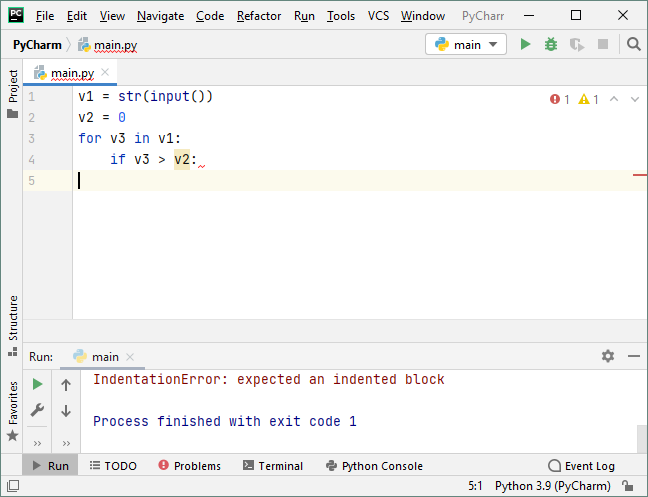 PC File Edit View Navigate Code Refactor Run Tools VCS Window PyCharr
PyCharm main.py main
Project
main.py
1 v1 = str(input())
2 v2 = 0
3 for v3 in v1:
4 if v3 > v2:
5
1 1
Structure
Favorites
Run: main
IndentationError: expected an indented block
Process finished with exit code 1
Run TODO Problems Terminal Python Console Event Log
5:1 Python 3.9 (PyCharm)